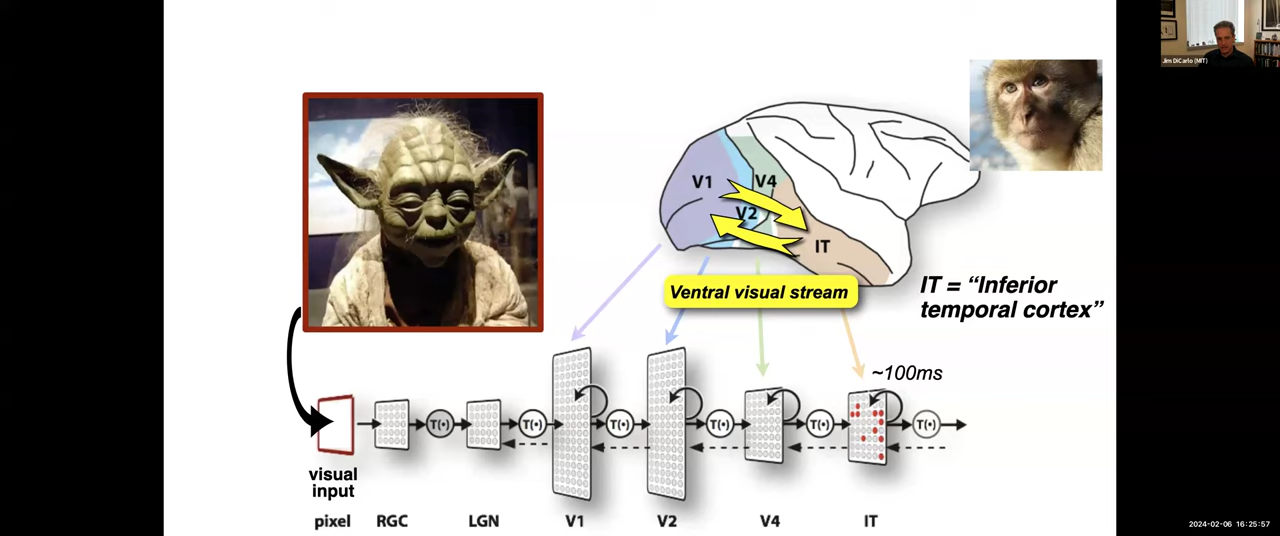 Jim DiCarlo (MIT)
V1
V4
V2
IT
Ventral visual stream
IT = “Inferior
temporal cortex”
~100ms
T(•)
T(•)
T(•)
T(•)
T(•)
T(•)
visual
input
pixel
RGC
LGN
V1
V2
V4
IT
2024-02-06 16:25:57